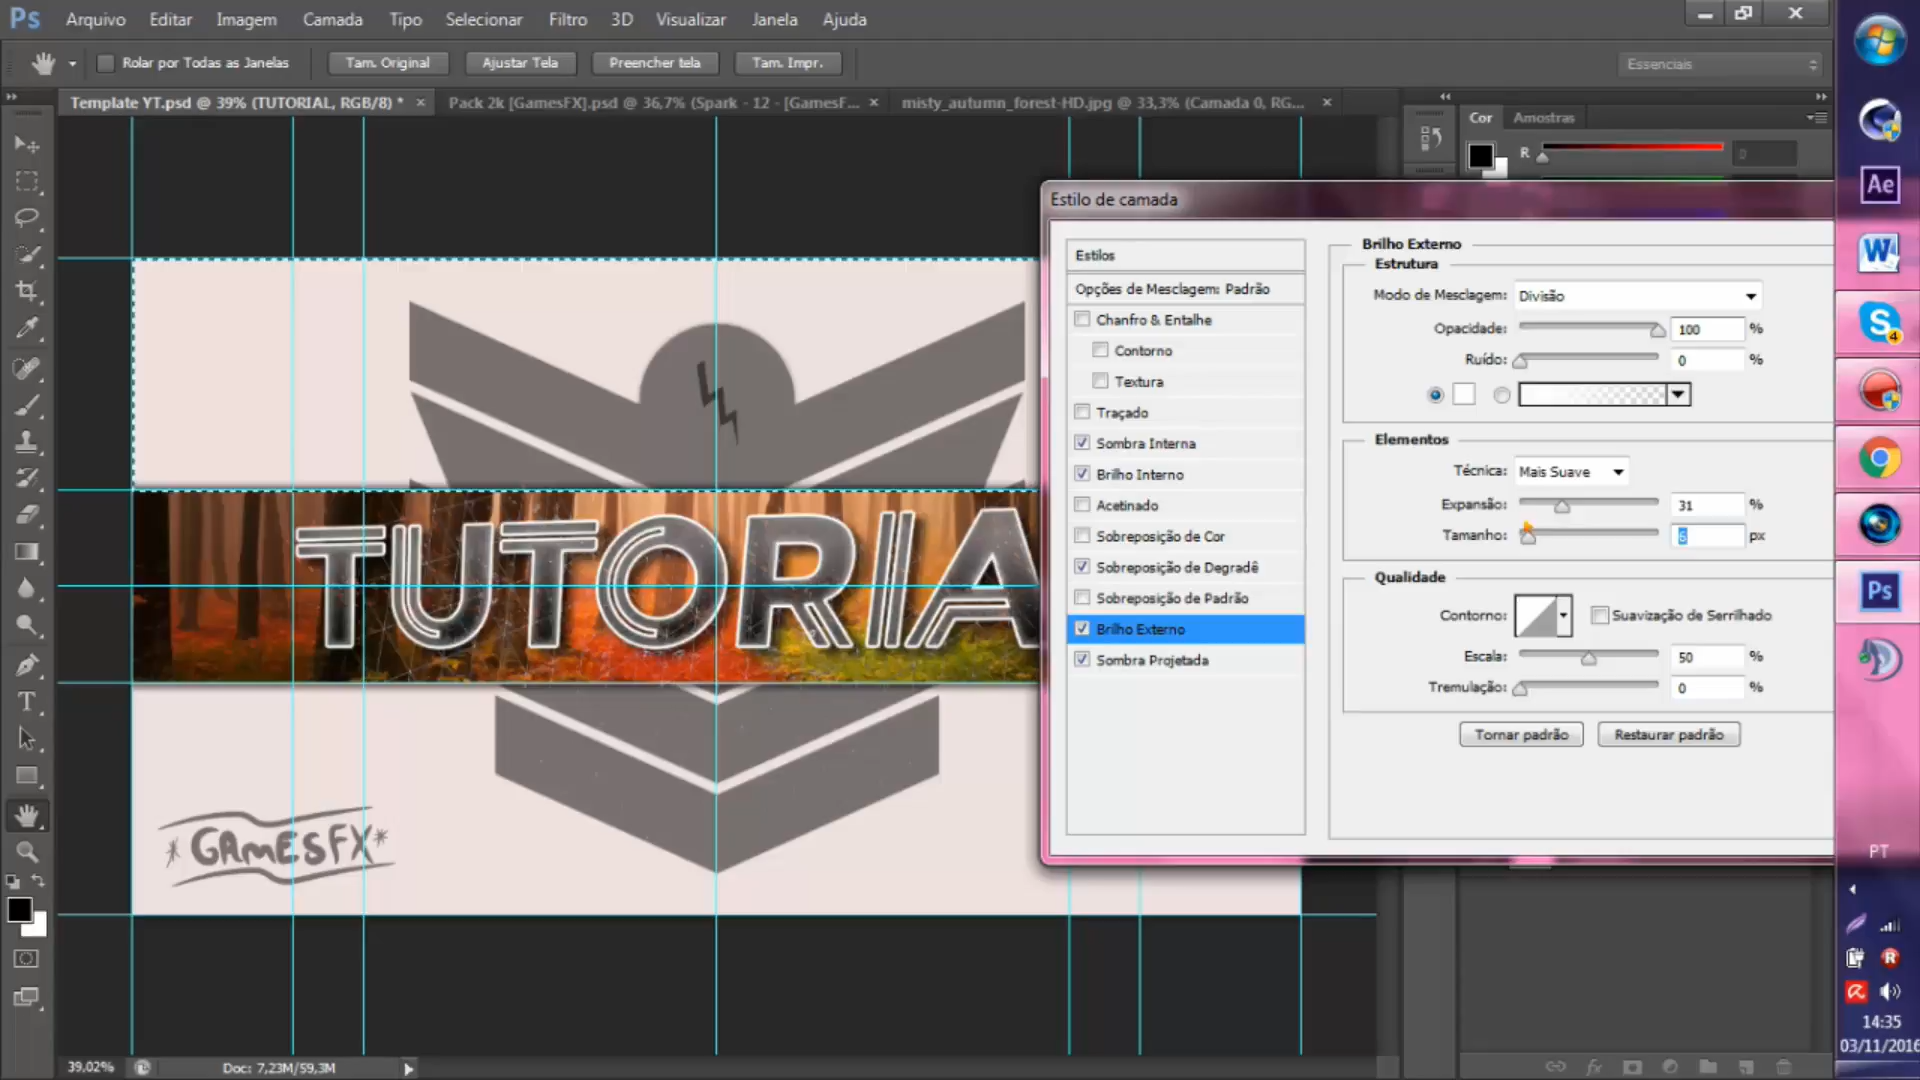 Ps Arquivo Editar Imagem Camada Tipo Selecionar Filtro 3D Visualizar Janela Ajuda
Rolar por Todas as Janelas Tam. Original Ajustar Tela Preencher tela Tam. Impr. Essenciais
Template YT.psd @ 39% (TUTORIAL, RGB/8) * × Pack 2k [GamesFX].psd @ 36,7% (Spark - 12 - [GamesF... × misty_autumn_forest-HD.jpg @ 33,3% (Camada 0, RG... ×
Cor Amostras
R 0
Estilo de camada
Estilos
Opções de Mesclagem: Padrão
Chanfro & Entalhe
Contorno
Textura
Traçado
Sombra Interna
Brilho Interno
Acetinado
Sobreposição de Cor
Sobreposição de Degradê
Sobreposição de Padrão
Brilho Externo
Sombra Projetada
Brilho Externo
Estrutura
Modo de Mesclagem: Divisão
Opacidade: 100 %
Ruído: 0 %
Elementos
Técnica: Mais Suave
Expansão: 31 %
Tamanho: 6 px
Qualidade
Contorno: Suavização de Serrilhado
Escala: 50 %
Tremulação: 0 %
Tornar padrão Restaurar padrão
TUTORIA
GAMESFX
39,02% Doc: 7,23M/59,3M
fx
Ae
W
S
4
Ps
PT
R
14:35
03/11/2016